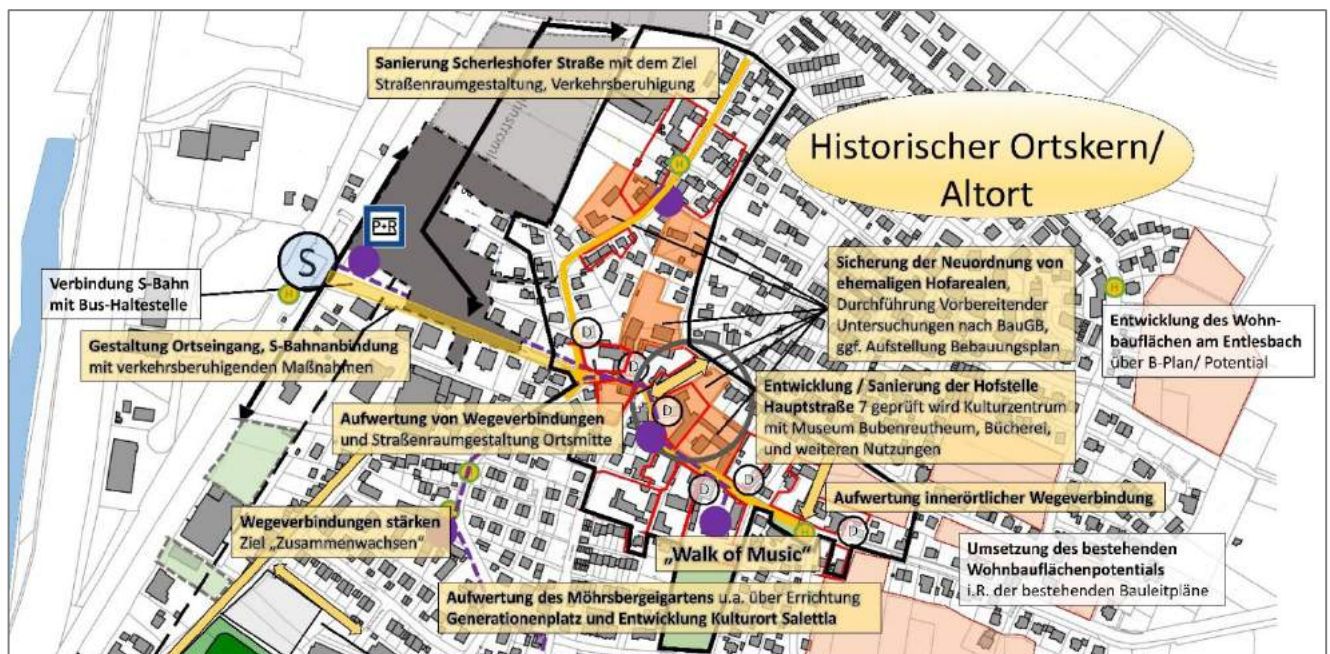 Sanierung Scherleshofer Straße mit dem Ziel
Straßenraumgestaltung, Verkehrsberuhigung
Historischer Ortskern/
Altort
H
P+R
S
Verbindung S-Bahn
mit Bus-Haltestelle
H
Gestaltung Ortseingang, S-Bahnanbindung
mit verkehrsberuhigenden Maßnahmen
Sicherung der Neuordnung von
ehemaligen Hofarealen,
Durchführung Vorbereitender
Untersuchungen nach BauGB,
ggf. Aufstellung Bebauungsplan
H
Entwicklung des Wohn-
bauflächen am Entlesbach
über B-Plan/ Potential
D
D
D
Entwicklung / Sanierung der Hofstelle
Hauptstraße 7 geprüft wird Kulturzentrum
mit Museum Bubenreutheum, Bücherei,
und weiteren Nutzungen
Aufwertung von Wegeverbindungen
und Straßenraumgestaltung Ortsmitte
H
D
D
Aufwertung innerörtlicher Wegeverbindung
H
D
Wegeverbindungen stärken
Ziel „Zusammenwachsen“
„Walk of Music“
Umsetzung des bestehenden
Wohnbauflächenpotentials
i.R. der bestehenden Bauleitpläne
Aufwertung des Möhrsbergeigartens u.a. über Errichtung
Generationenplatz und Entwicklung Kulturort Salettla